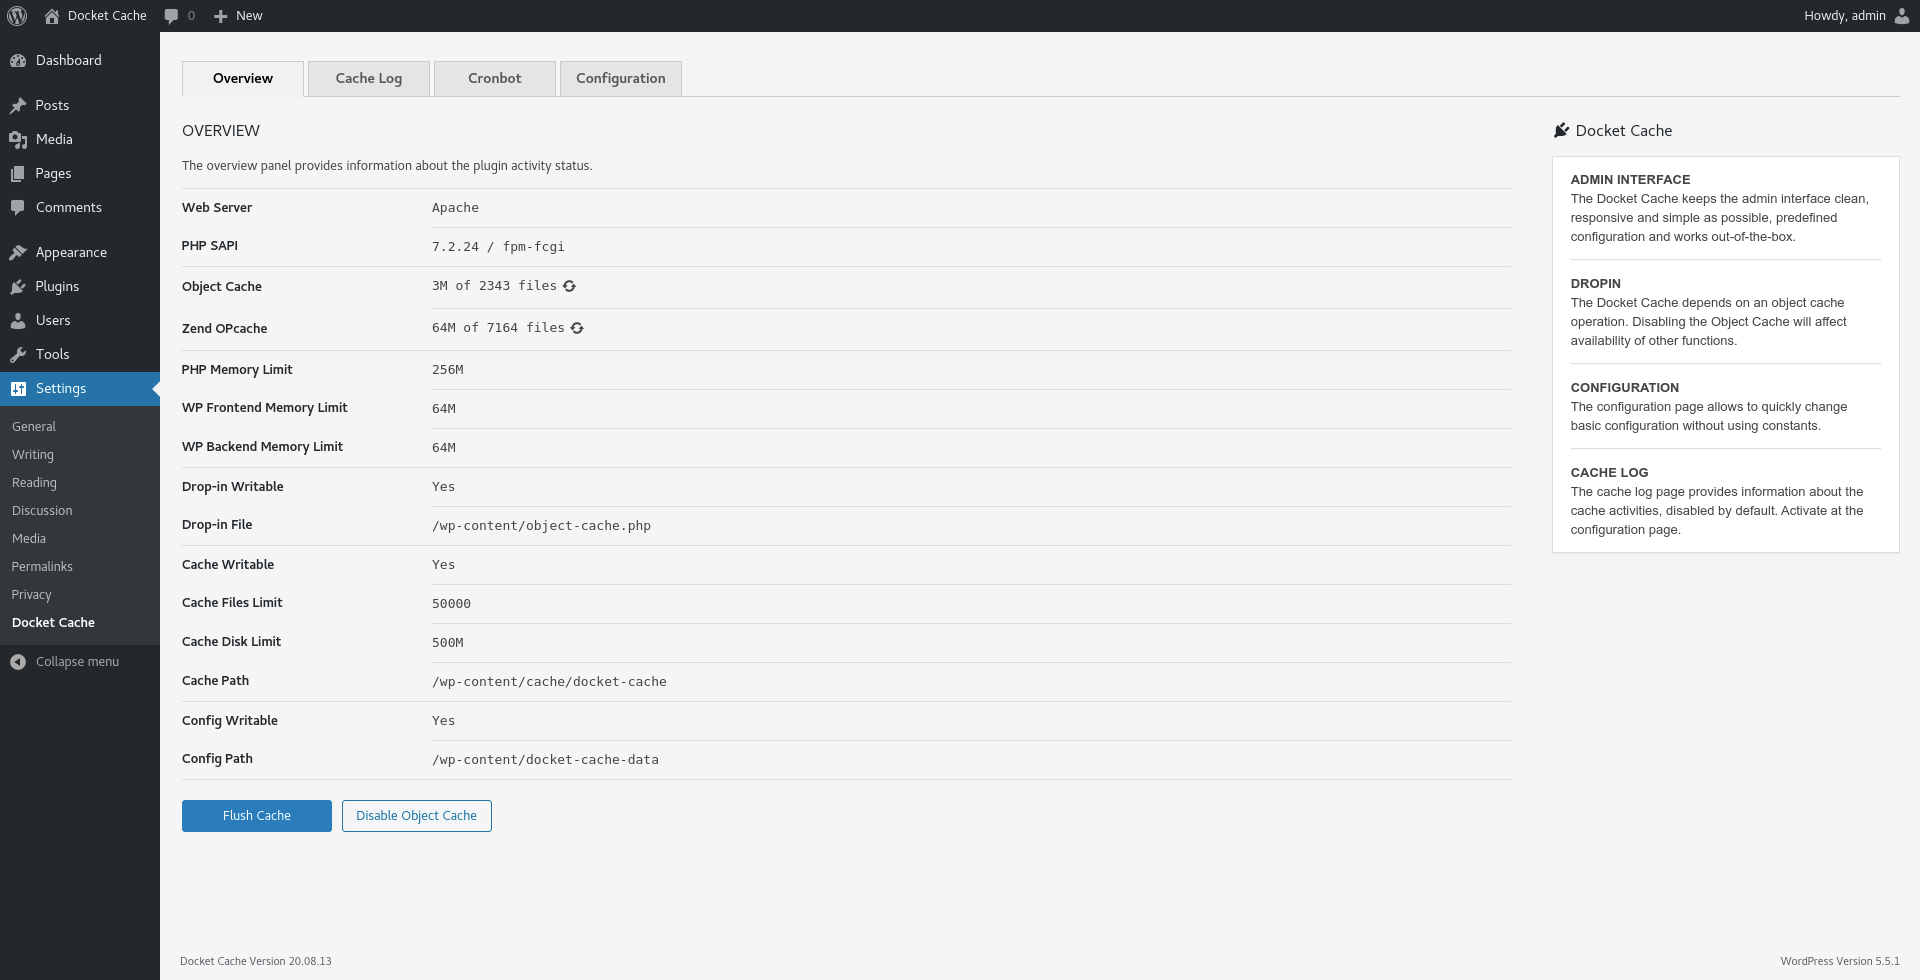 Docket Cache 0 New Howdy, admin
Dashboard
Posts
Media
Pages
Comments
Appearance
Plugins
Users
Tools
Settings
General
Writing
Reading
Discussion
Media
Permalinks
Privacy
Docket Cache
Collapse menu
Overview Cache Log Cronbot Configuration
OVERVIEW
The overview panel provides information about the plugin activity status.
Web Server Apache
PHP SAPI 7.2.24 / fpm-fcgi
Object Cache 3M of 2343 files
Zend OPcache 64M of 7164 files
PHP Memory Limit 256M
WP Frontend Memory Limit 64M
WP Backend Memory Limit 64M
Drop-in Writable Yes
Drop-in File /wp-content/object-cache.php
Cache Writable Yes
Cache Files Limit 50000
Cache Disk Limit 500M
Cache Path /wp-content/cache/docket-cache
Config Writable Yes
Config Path /wp-content/docket-cache-data
Flush Cache Disable Object Cache
Docket Cache
ADMIN INTERFACE
The Docket Cache keeps the admin interface clean,
responsive and simple as possible, predefined
configuration and works out-of-the-box.
DROPIN
The Docket Cache depends on an object cache
operation. Disabling the Object Cache will affect
availability of other functions.
CONFIGURATION
The configuration page allows to quickly change
basic configuration without using constants.
CACHE LOG
The cache log page provides information about the
cache activities, disabled by default. Activate at the
configuration page.
Docket Cache Version 20.08.13 WordPress Version 5.5.1